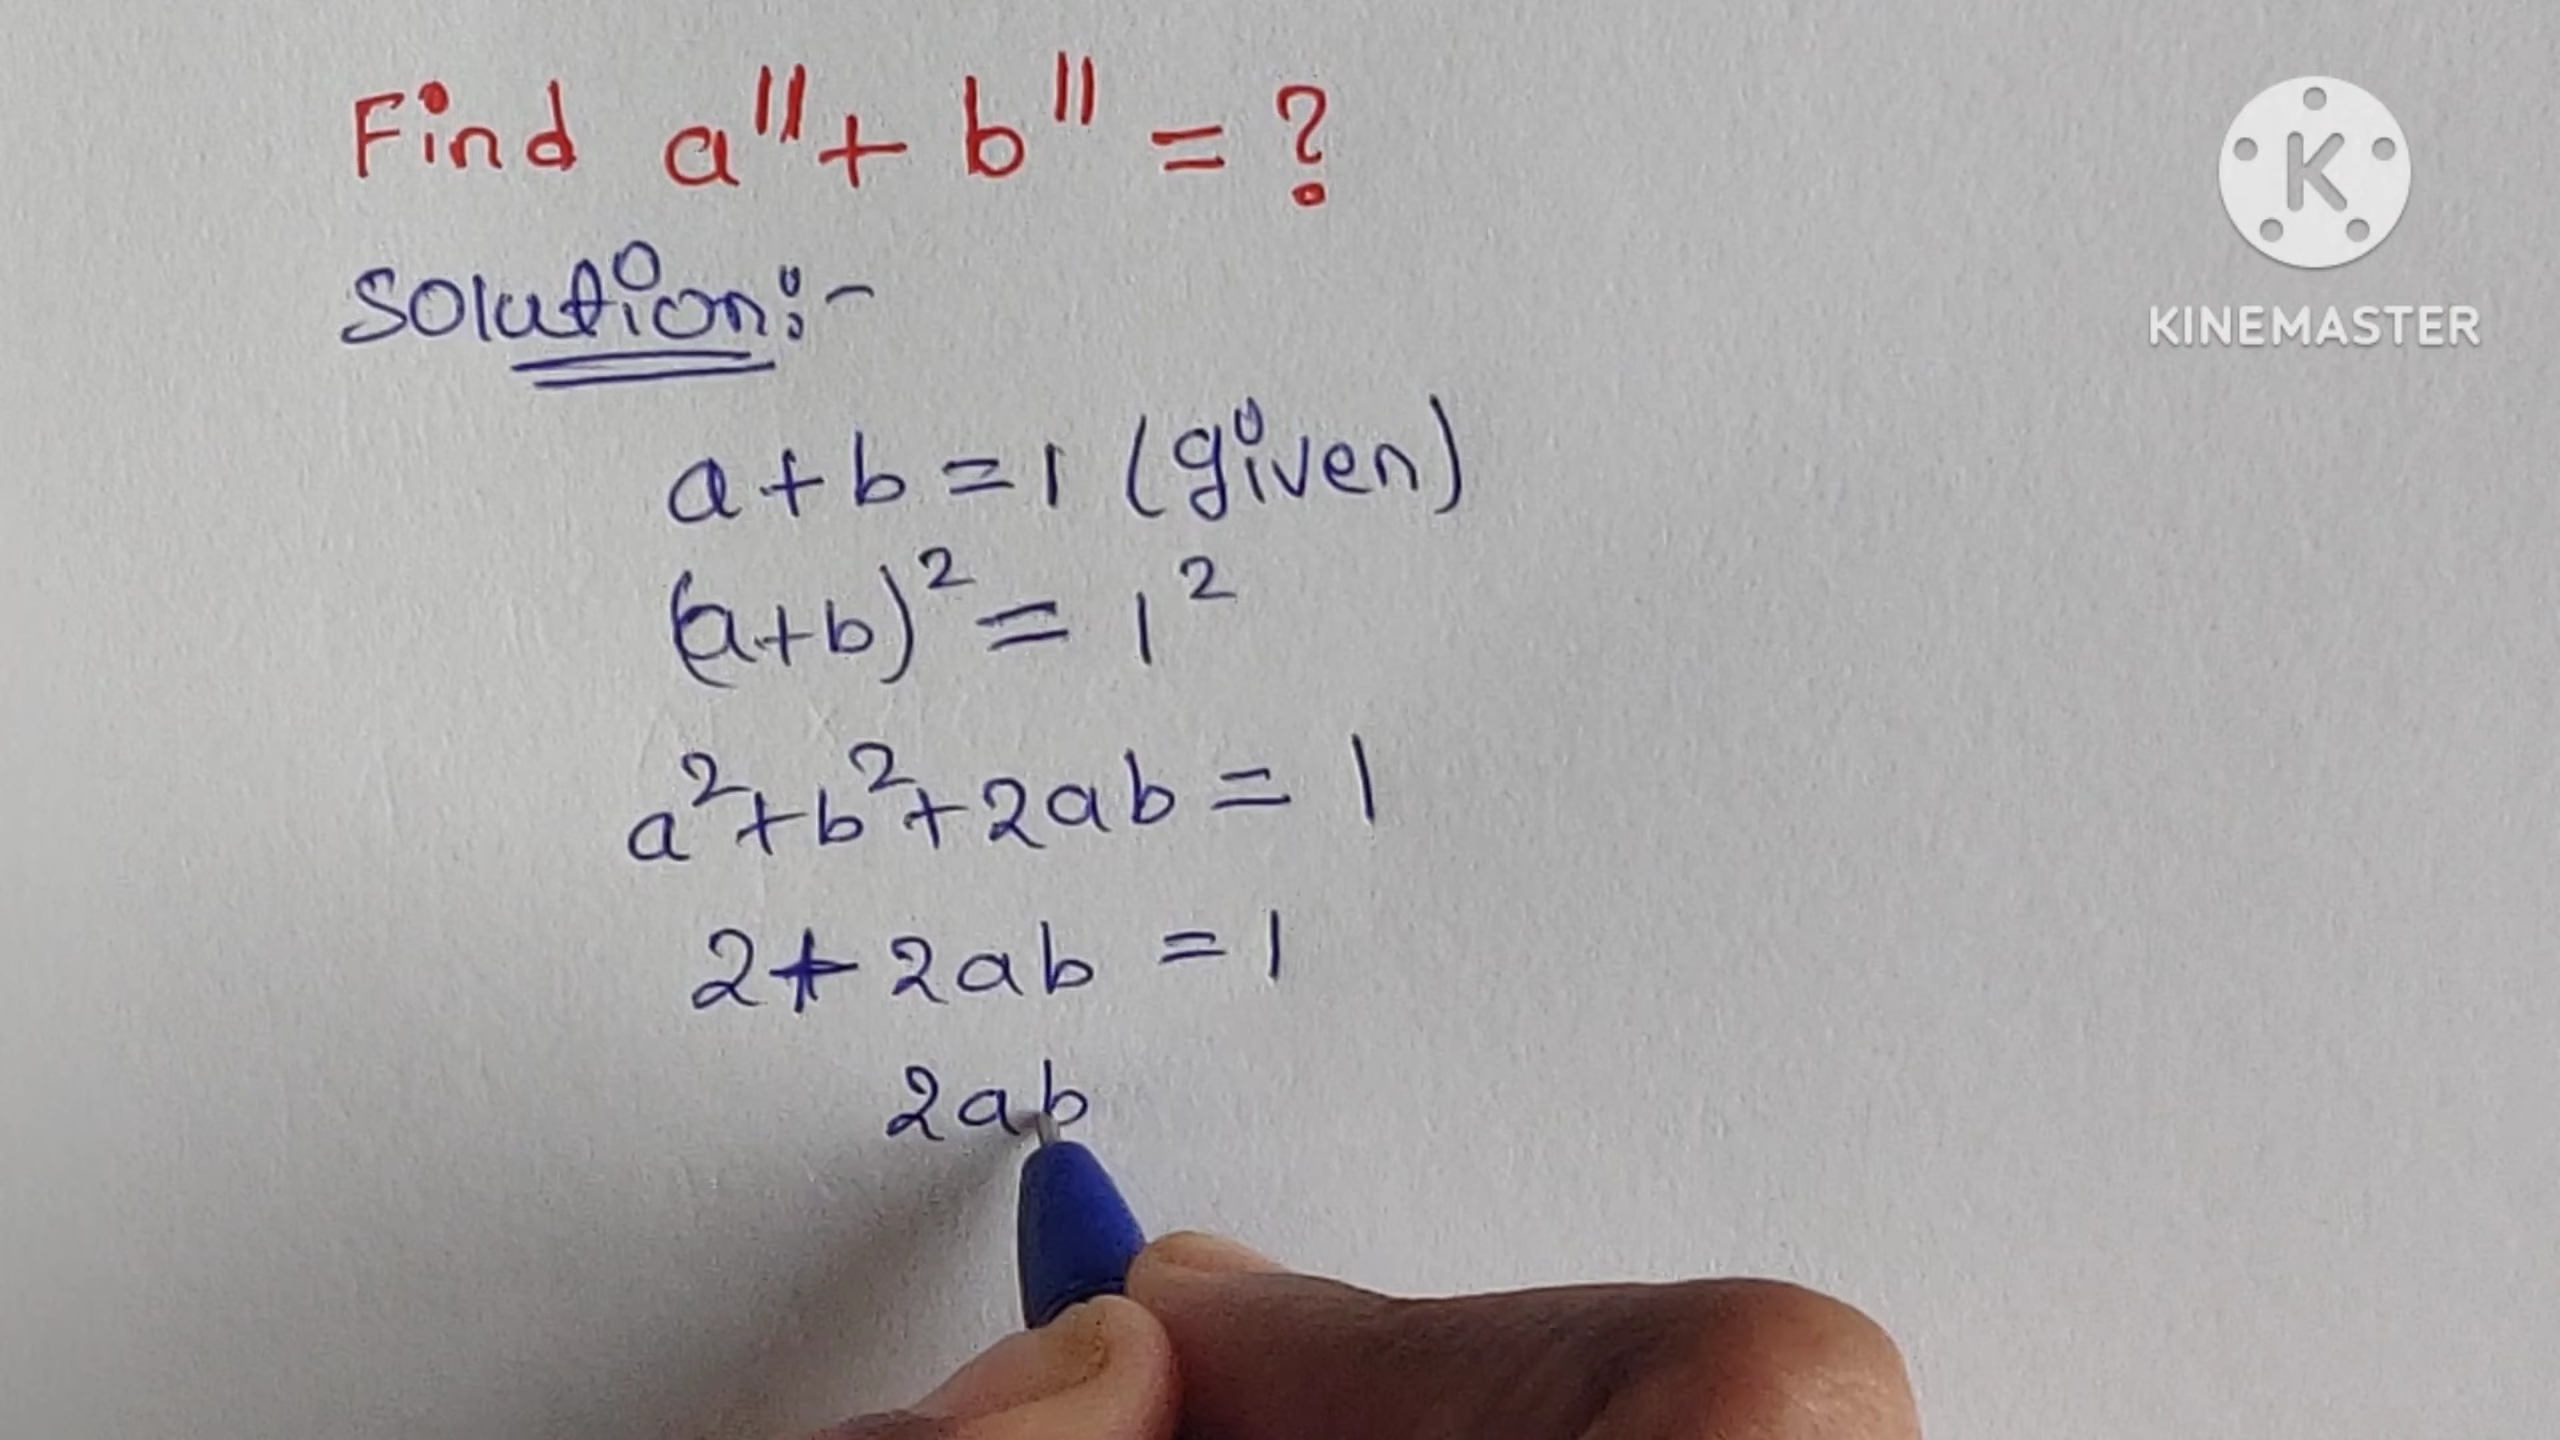 Find a¹¹ + b¹¹ = ?
Solution:-
a + b = 1 (given)
(a+b)² = 1²
a² + b² + 2ab = 1
2 + 2ab = 1
2ab
K
KINEMASTER